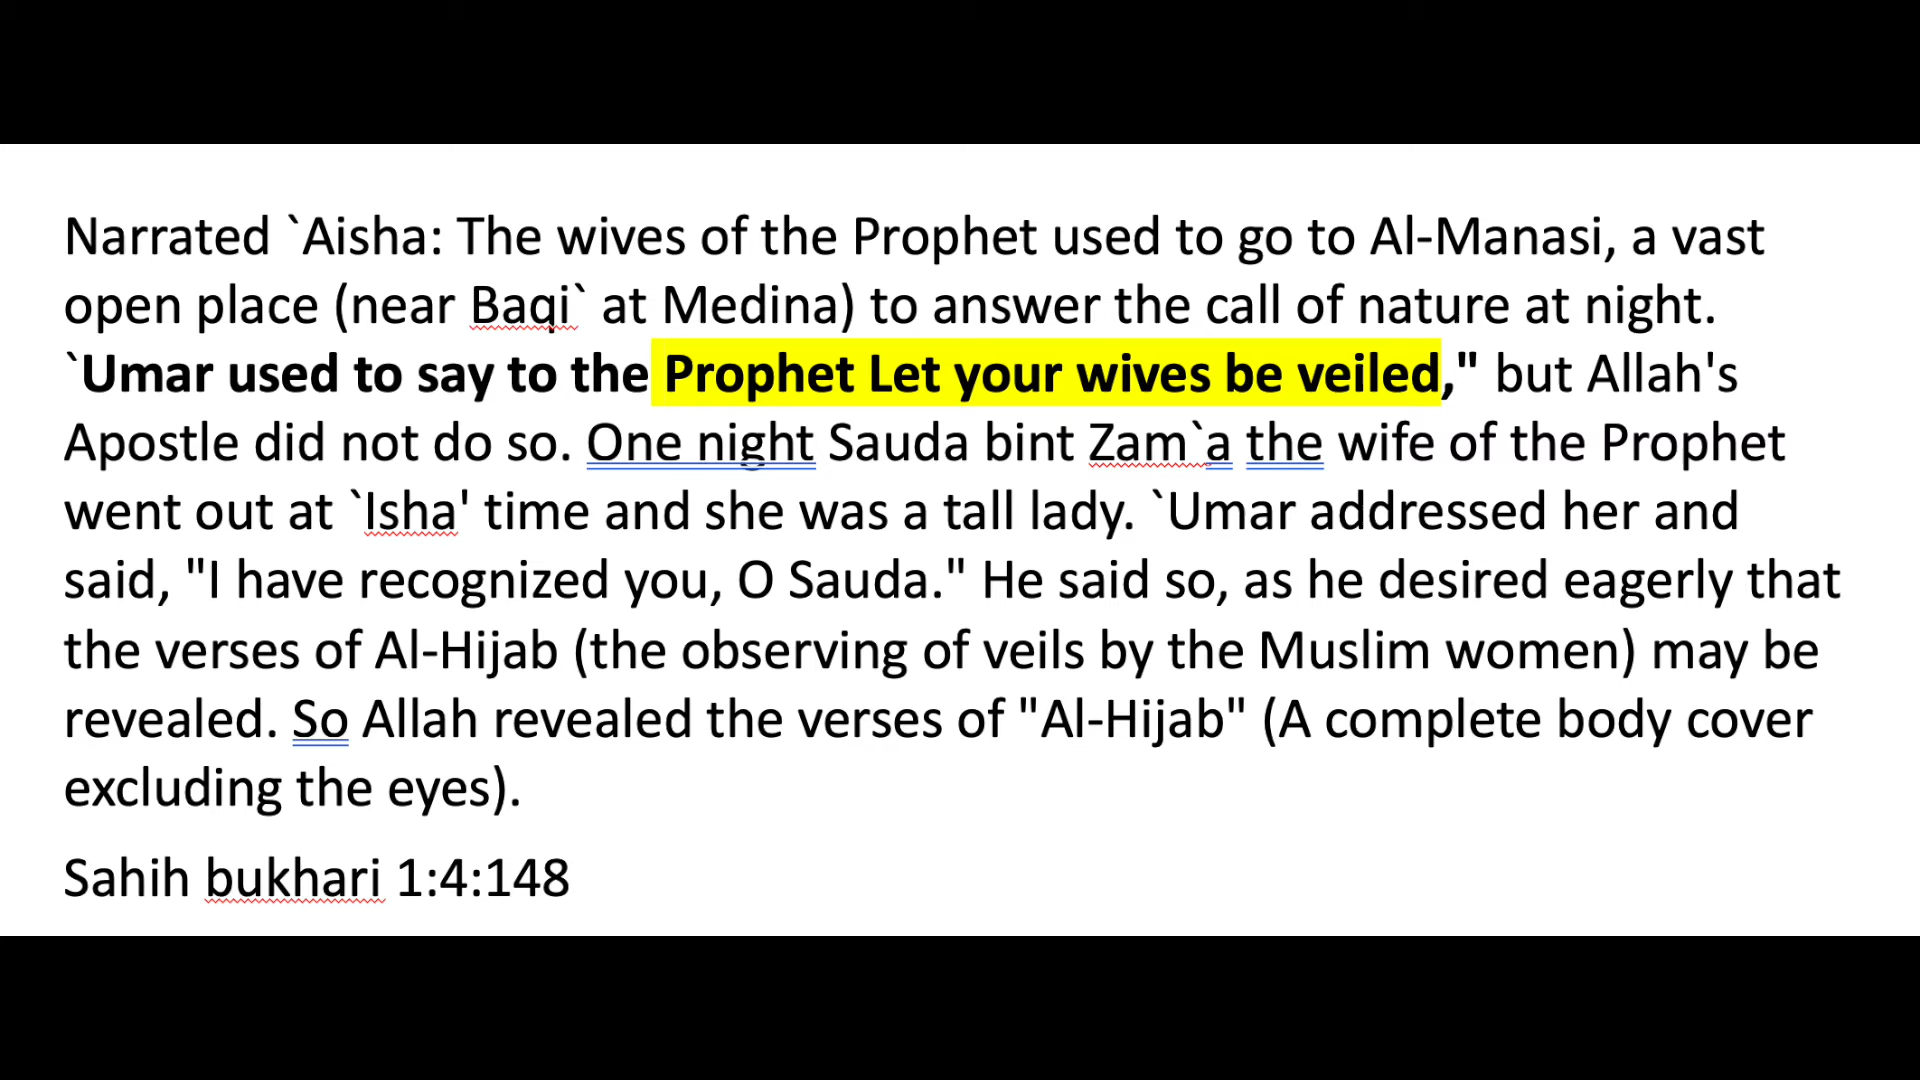 Narrated `Aisha: The wives of the Prophet used to go to Al-Manasi, a vast
open place (near Baqi` at Medina) to answer the call of nature at night.
`Umar used to say to the Prophet Let your wives be veiled," but Allah's
Apostle did not do so. One night Sauda bint Zam`a the wife of the Prophet
went out at `Isha' time and she was a tall lady. `Umar addressed her and
said, "I have recognized you, O Sauda." He said so, as he desired eagerly that
the verses of Al-Hijab (the observing of veils by the Muslim women) may be
revealed. So Allah revealed the verses of "Al-Hijab" (A complete body cover
excluding the eyes).
Sahih bukhari 1:4:148